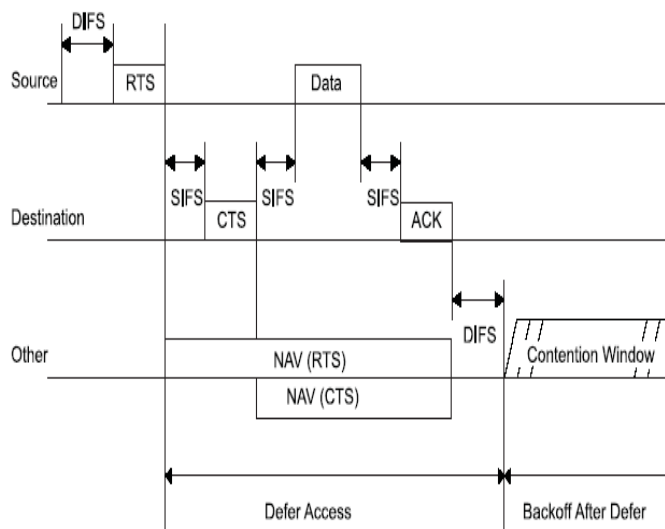 DIFS
Source
RTS
Data
SIFS
SIFS
SIFS
Destination
CTS
ACK
DIFS
Other
NAV (RTS)
Contention Window
NAV (CTS)
Defer Access
Backoff After Defer